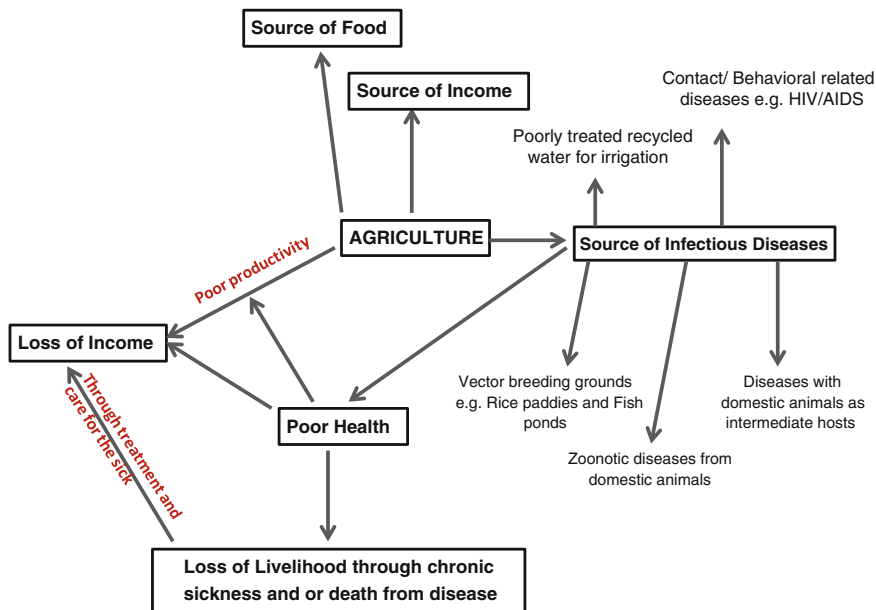 Source of Food
Source of Income
Contact/ Behavioral related
diseases e.g. HIV/AIDS
Poorly treated recycled
water for irrigation
AGRICULTURE
Source of Infectious Diseases
Poor productivity
Loss of Income
Through treatment and
care for the sick
Poor Health
Vector breeding grounds
e.g. Rice paddies and Fish
ponds
Diseases with
domestic animals as
intermediate hosts
Zoonotic diseases from
domestic animals
Loss of Livelihood through chronic
sickness and or death from disease